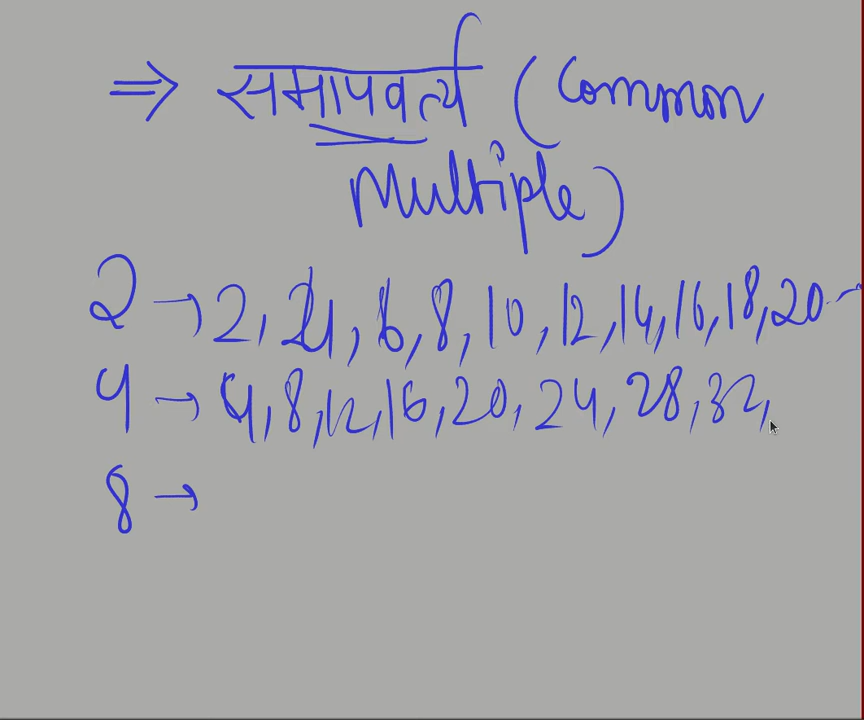 ⇒ समापवर्त्य (Common
Multiple)
2 → 2, 4, 6, 8, 10, 12, 14, 16, 18, 20 -
4 → 4, 8, 12, 16, 20, 24, 28, 32,
8 →